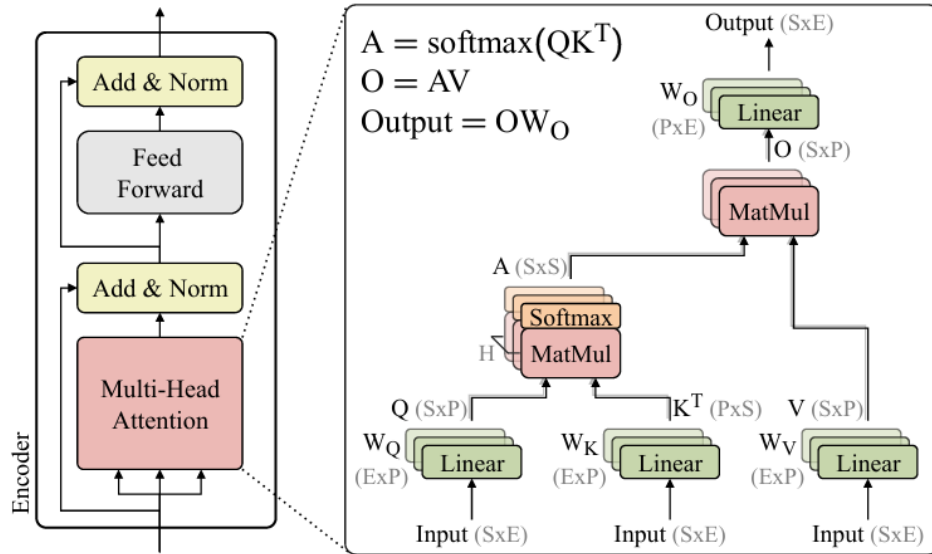 Add & Norm
Feed
Forward
Add & Norm
Multi-Head
Attention
Encoder
A = softmax(QKᵀ)
O = AV
Output = OW_O
Output (SxE)
W_O
(PxE)
Linear
O (SxP)
MatMul
A (SxS)
Softmax
H
MatMul
Q (SxP)
Kᵀ (PxS)
V (SxP)
W_Q
(ExP)
Linear
W_K
(ExP)
Linear
W_V
(ExP)
Linear
Input (SxE)
Input (SxE)
Input (SxE)